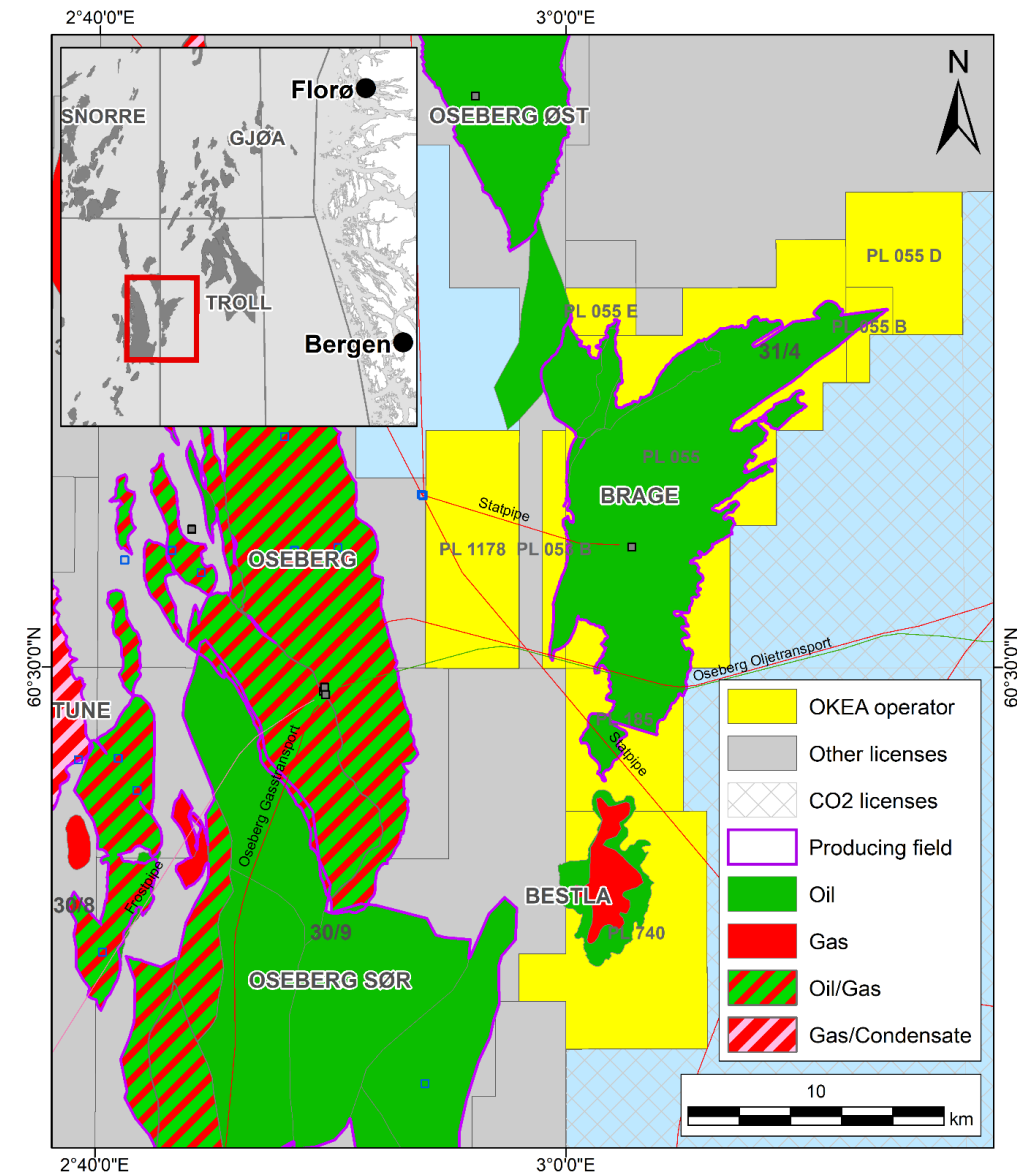 2°40'0"E
3°0'0"E
Florø
SNORRE
GJØA
TROLL
Bergen
OSEBERG ØST
N
PL 055 D
PL 055 E
PL 055 B
31/4
PL 055
BRAGE
Statpipe
OSEBERG
PL 1178
PL 055 B
60°30'0"N
60°30'0"N
Oseberg Oljetransport
TUNE
PL 185
Statpipe
Oseberg Gasstransport
Frostpipe
30/8
BESTLA
30/9
PL 740
OSEBERG SØR
OKEA operator
Other licenses
CO2 licenses
Producing field
Oil
Gas
Oil/Gas
Gas/Condensate
10
km
2°40'0"E
3°0'0"E